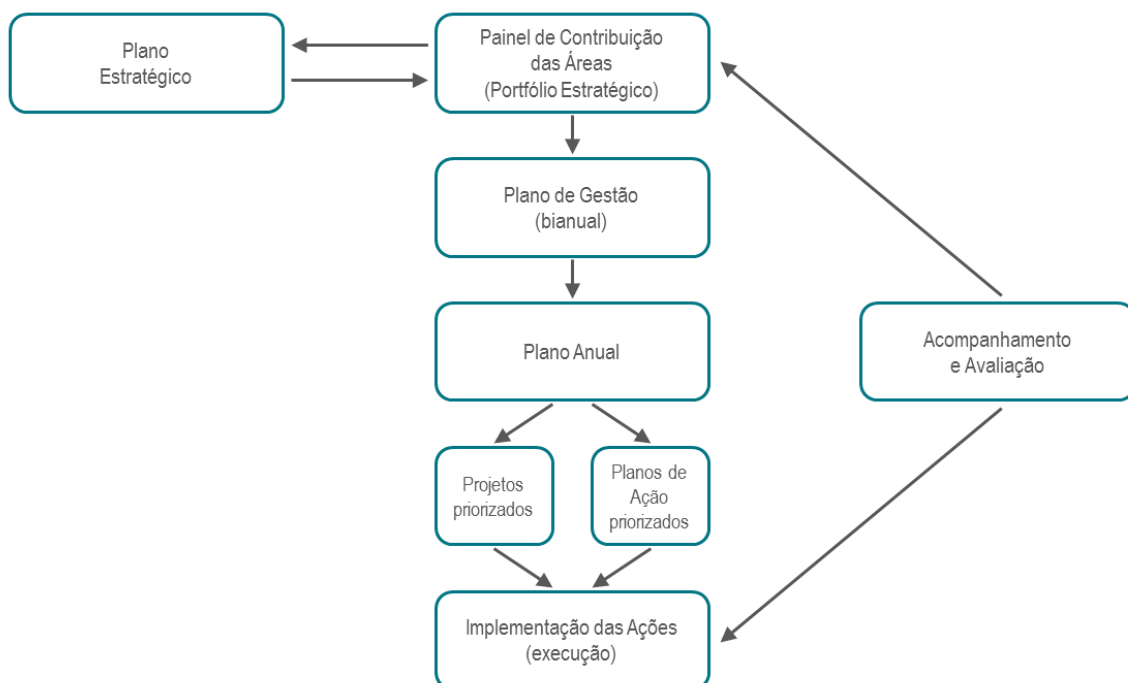 Plano
Estratégico
Painel de Contribuição
das Áreas
(Portfólio Estratégico)
Plano de Gestão
(bianual)
Plano Anual
Acompanhamento
e Avaliação
Projetos
priorizados
Planos de
Ação
priorizados
Implementação das Ações
(execução)